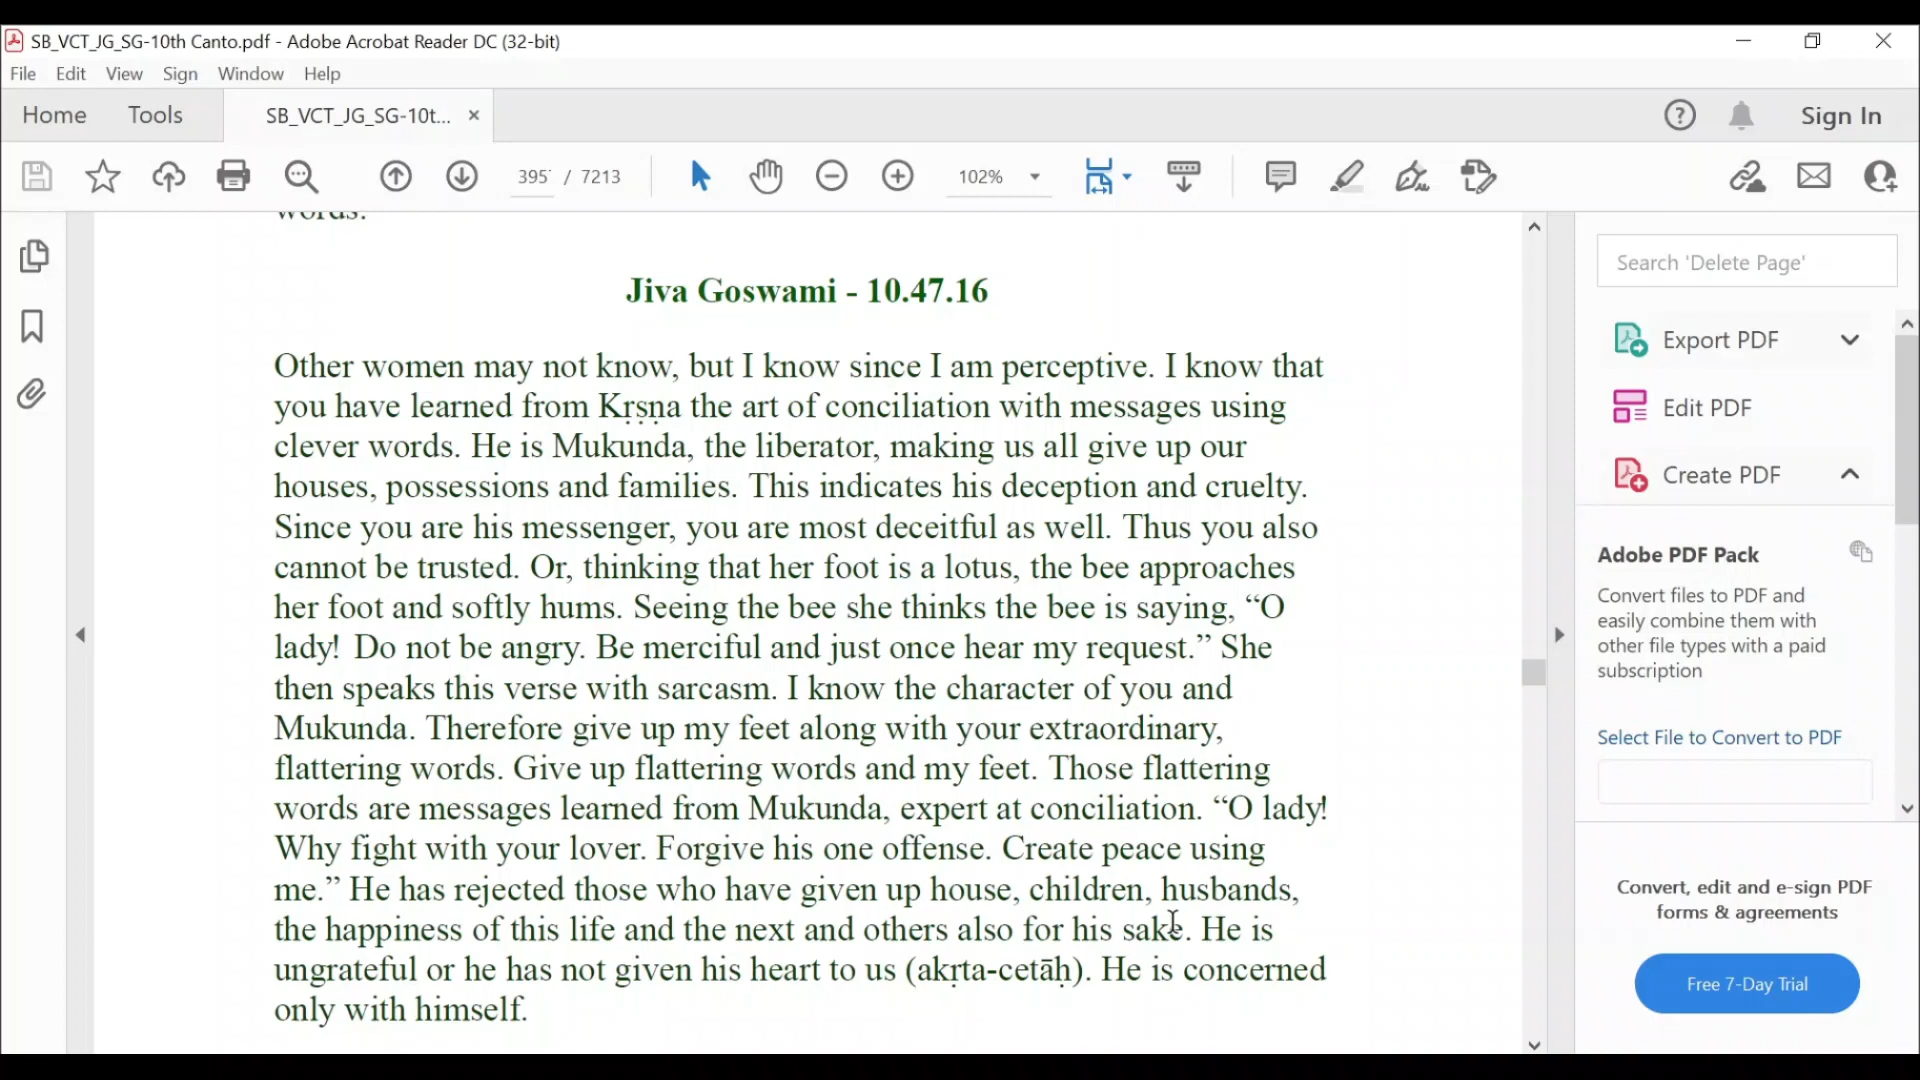 SB_VCT_JG_SG-10th Canto.pdf - Adobe Acrobat Reader DC (32-bit)
File Edit View Sign Window Help
Home Tools SB_VCT_JG_SG-10t... × Sign In
395 / 7213 102%
words.
Jiva Goswami - 10.47.16
Other women may not know, but I know since I am perceptive. I know that
you have learned from Kṛṣṇa the art of conciliation with messages using
clever words. He is Mukunda, the liberator, making us all give up our
houses, possessions and families. This indicates his deception and cruelty.
Since you are his messenger, you are most deceitful as well. Thus you also
cannot be trusted. Or, thinking that her foot is a lotus, the bee approaches
her foot and softly hums. Seeing the bee she thinks the bee is saying, “O
lady! Do not be angry. Be merciful and just once hear my request.” She
then speaks this verse with sarcasm. I know the character of you and
Mukunda. Therefore give up my feet along with your extraordinary,
flattering words. Give up flattering words and my feet. Those flattering
words are messages learned from Mukunda, expert at conciliation. “O lady!
Why fight with your lover. Forgive his one offense. Create peace using
me.” He has rejected those who have given up house, children, husbands,
the happiness of this life and the next and others also for his sake. He is
ungrateful or he has not given his heart to us (akṛta-cetāḥ). He is concerned
only with himself.
Search 'Delete Page'
Export PDF
Edit PDF
Create PDF
Adobe PDF Pack
Convert files to PDF and
easily combine them with
other file types with a paid
subscription
Select File to Convert to PDF
Convert, edit and e-sign PDF
forms & agreements
Free 7-Day Trial